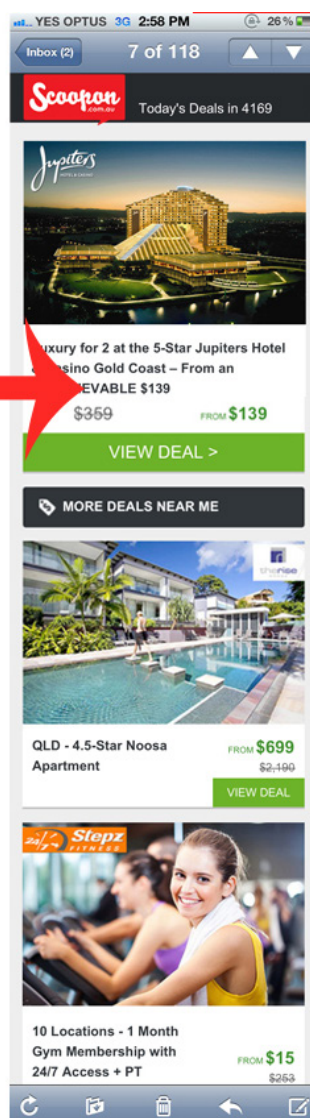 YES OPTUS 3G 2:58 PM 26%
Inbox (2) 7 of 118
Scoopon
.com.au
Today's Deals in 4169
Jupiters
HOTEL & CASINO
Luxury for 2 at the 5-Star Jupiters Hotel
Casino Gold Coast – From an
EVABLE $139
$359 FROM $139
VIEW DEAL >
MORE DEALS NEAR ME
therise
QLD - 4.5-Star Noosa
Apartment
FROM $699
$2,190
VIEW DEAL
24/7 Stepz
FITNESS
10 Locations - 1 Month
Gym Membership with
24/7 Access + PT
FROM $15
$253